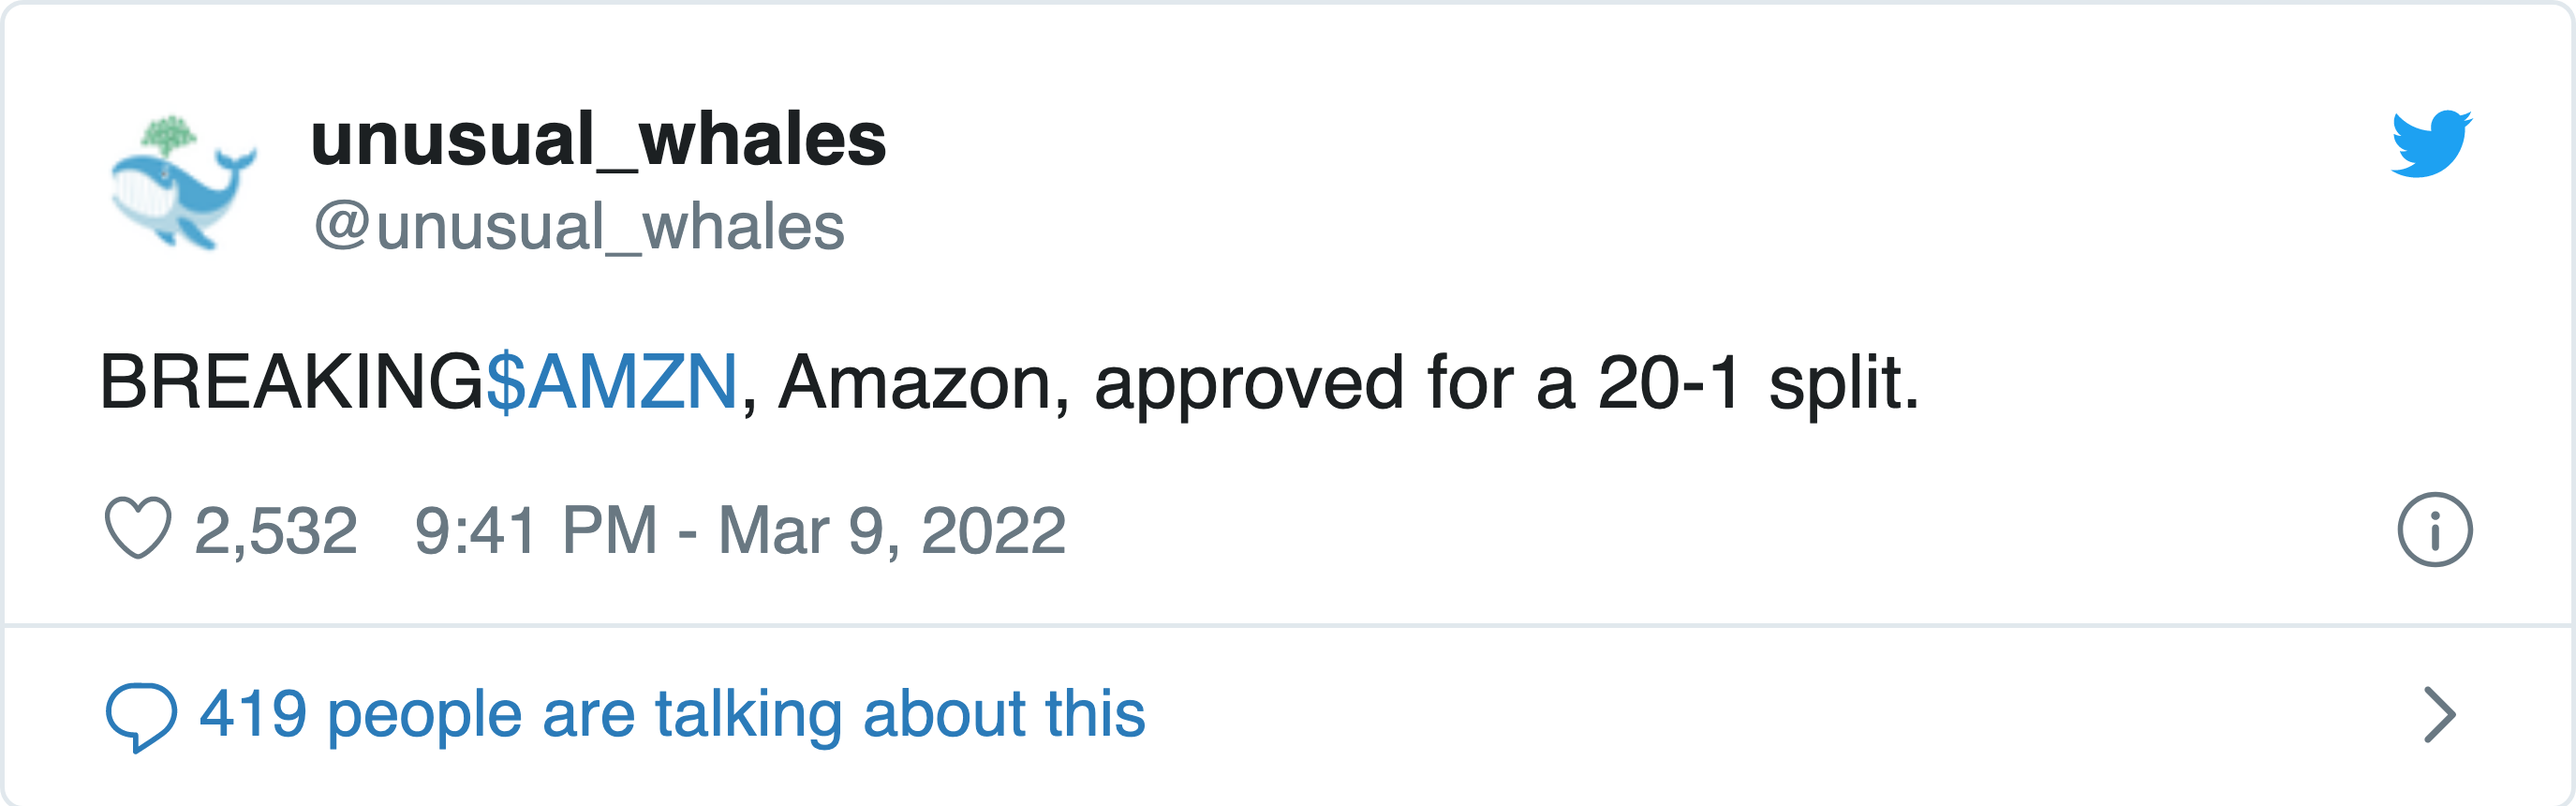 unusual_whales
@unusual_whales
BREAKING$AMZN, Amazon, approved for a 20-1 split.
2,532 9:41 PM - Mar 9, 2022
419 people are talking about this